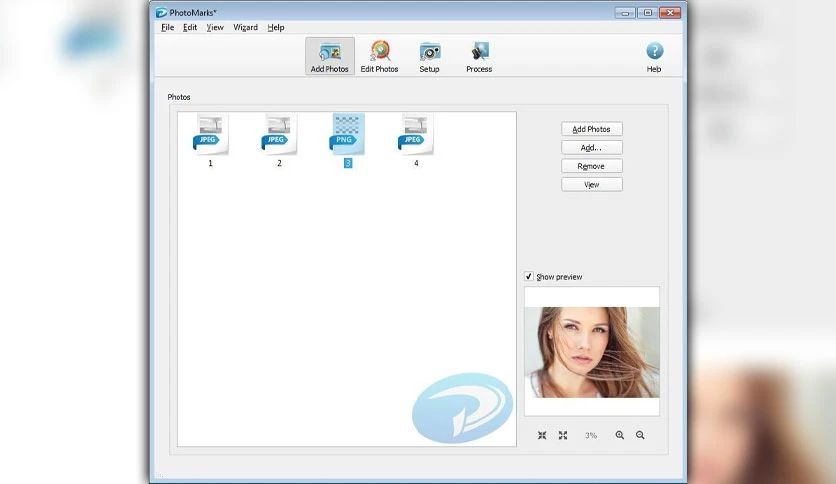 PhotoMarks*
File Edit View Wizard Help
Add Photos Edit Photos Setup Process Help
Photos
JPEG JPEG PNG JPEG
1 2 3 4
Add Photos
Add...
Remove
View
Show preview
3%